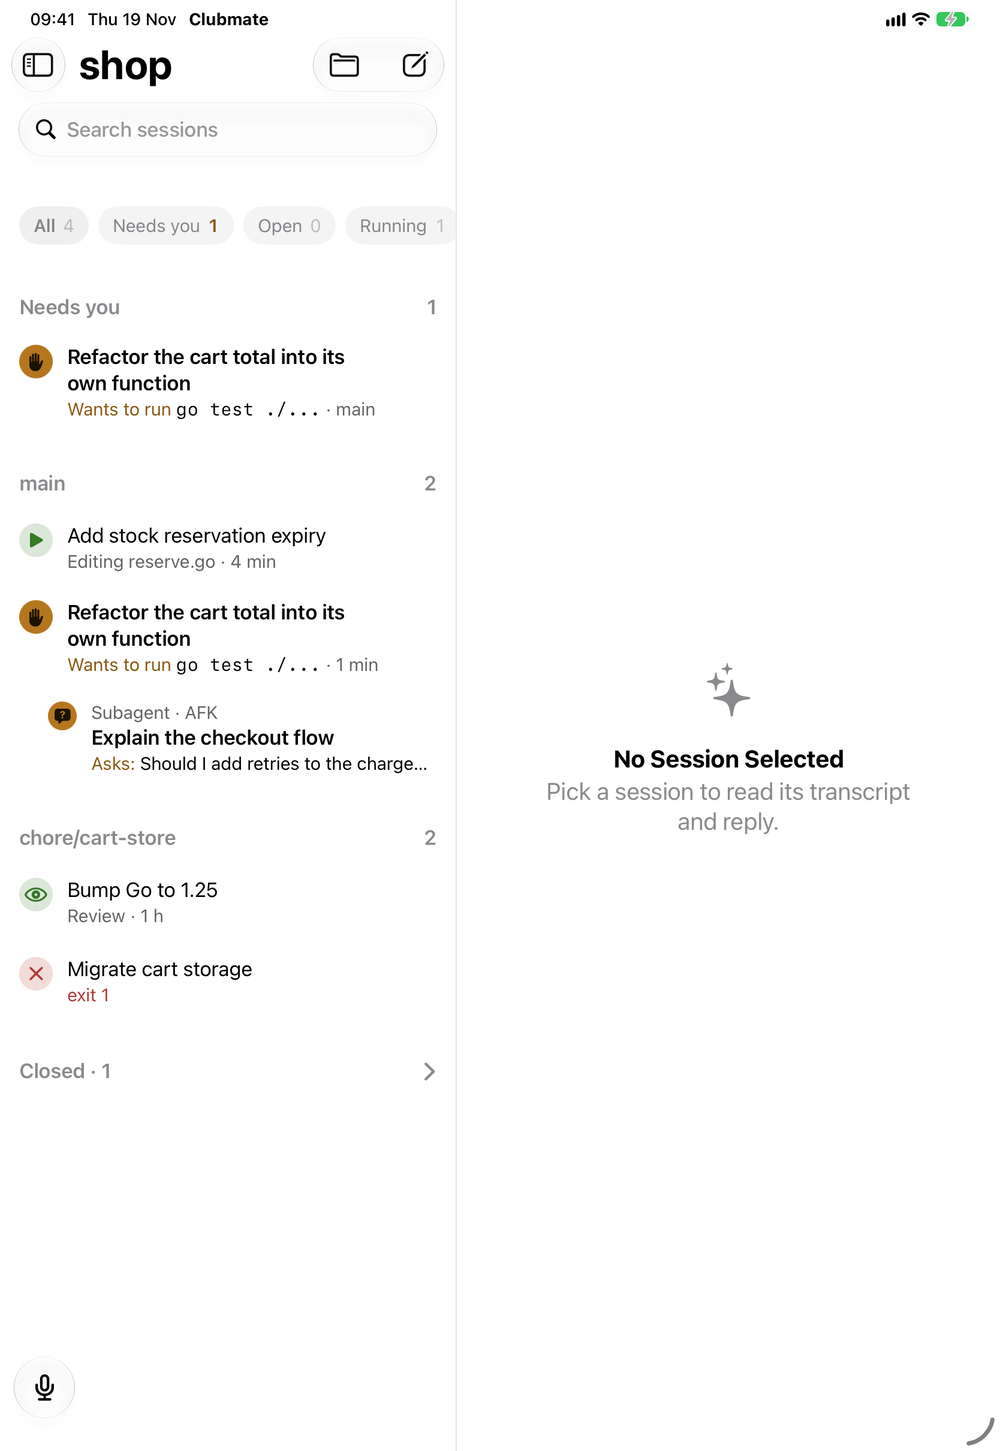 09:41 Thu 19 Nov Clubmate
shop
Search sessions
All 4 Needs you 1 Open 0 Running 1
Needs you 1
Refactor the cart total into its
own function
Wants to run go test ./... · main
main 2
Add stock reservation expiry
Editing reserve.go · 4 min
Refactor the cart total into its
own function
Wants to run go test ./... · 1 min
Subagent · AFK
Explain the checkout flow
Asks: Should I add retries to the charge...
chore/cart-store 2
Bump Go to 1.25
Review · 1 h
Migrate cart storage
exit 1
Closed · 1
No Session Selected
Pick a session to read its transcript
and reply.